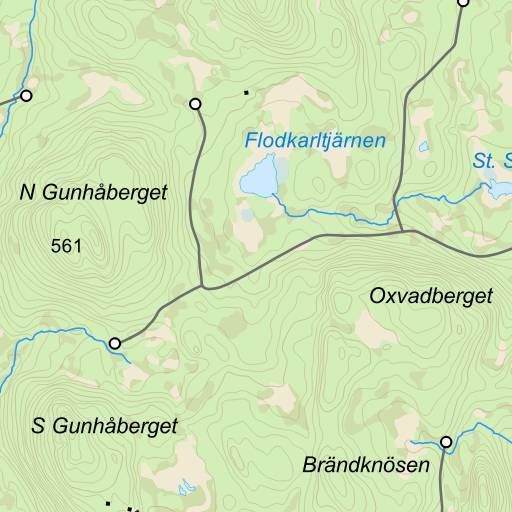 Flodkarltjärnen
St. S
N Gunhåberget
561
Oxvadberget
S Gunhåberget
Brändknösen